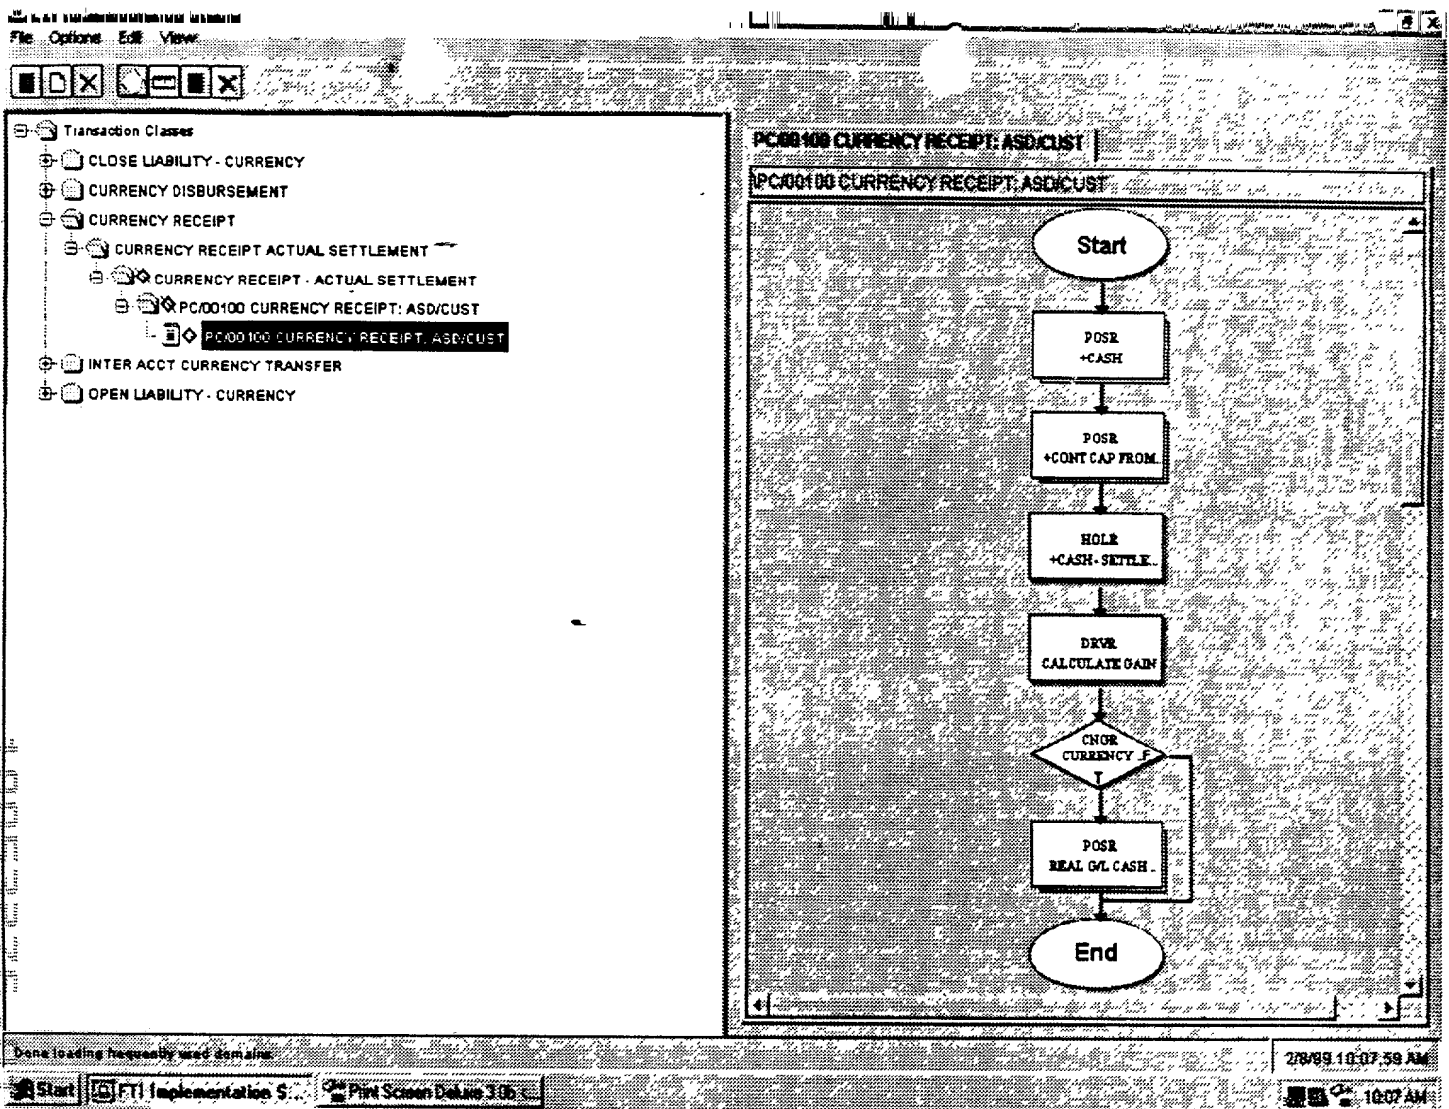 File Options Edit Views
Transaction Classes
CLOSE LIABILITY - CURRENCY
CURRENCY DISBURSEMENT
CURRENCY RECEIPT
CURRENCY RECEIPT ACTUAL SETTLEMENT
CURRENCY RECEIPT - ACTUAL SETTLEMENT
PC/00100 CURRENCY RECEIPT: ASD/CUST
PC/00100 CURRENCY RECEIPT: ASD/CUST
INTER ACCT CURRENCY TRANSFER
OPEN LIABILITY - CURRENCY
PC/00100 CURRENCY RECEIPT: ASD/CUST
\PC/00100 CURRENCY RECEIPT: ASD/CUST
Start
POSR
+CASH
POSR
+CONT CAP FROM..
HOLR
+CASH - SETTLE..
DRVR
CALCULATE GAIN
CNGR
CURRENCY ..F
T
POSR
REAL G/L CASH ..
End
Done loading frequently used domains.
2/8/99 10:07:59 AM
Start
FTI Implementation S...
Print Screen Deluxe 3.0b
10:07 AM